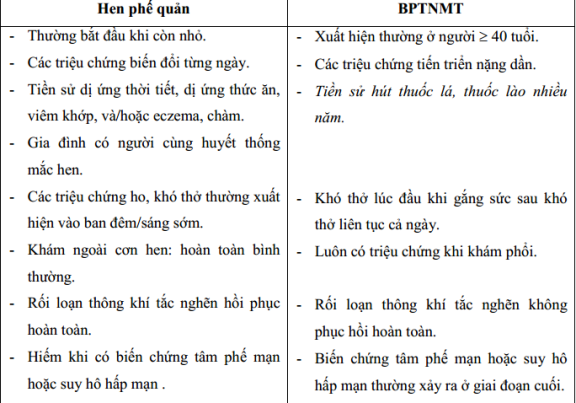 Hen phế quản
BPTNMT
- Thường bắt đầu khi còn nhỏ.
- Các triệu chứng biến đổi từng ngày.
- Tiền sử dị ứng thời tiết, dị ứng thức ăn,
viêm khớp, và/hoặc eczema, chàm.
- Gia đình có người cùng huyết thống
mắc hen.
- Các triệu chứng ho, khó thở thường xuất
hiện vào ban đêm/sáng sớm.
- Khám ngoài cơn hen: hoàn toàn bình
thường.
- Rối loạn thông khí tắc nghẽn hồi phục
hoàn toàn.
- Hiếm khi có biến chứng tâm phế mạn
hoặc suy hô hấp mạn .
- Xuất hiện thường ở người ≥ 40 tuổi.
- Các triệu chứng tiến triển nặng dần.
- Tiền sử hút thuốc lá, thuốc lào nhiều
năm.
- Khó thở lúc đầu khi gắng sức sau khó
thở liên tục cả ngày.
- Luôn có triệu chứng khi khám phổi.
- Rối loạn thông khí tắc nghẽn không
phục hồi hoàn toàn.
- Biến chứng tâm phế mạn hoặc suy hô
hấp mạn thường xảy ra ở giai đoạn cuối.